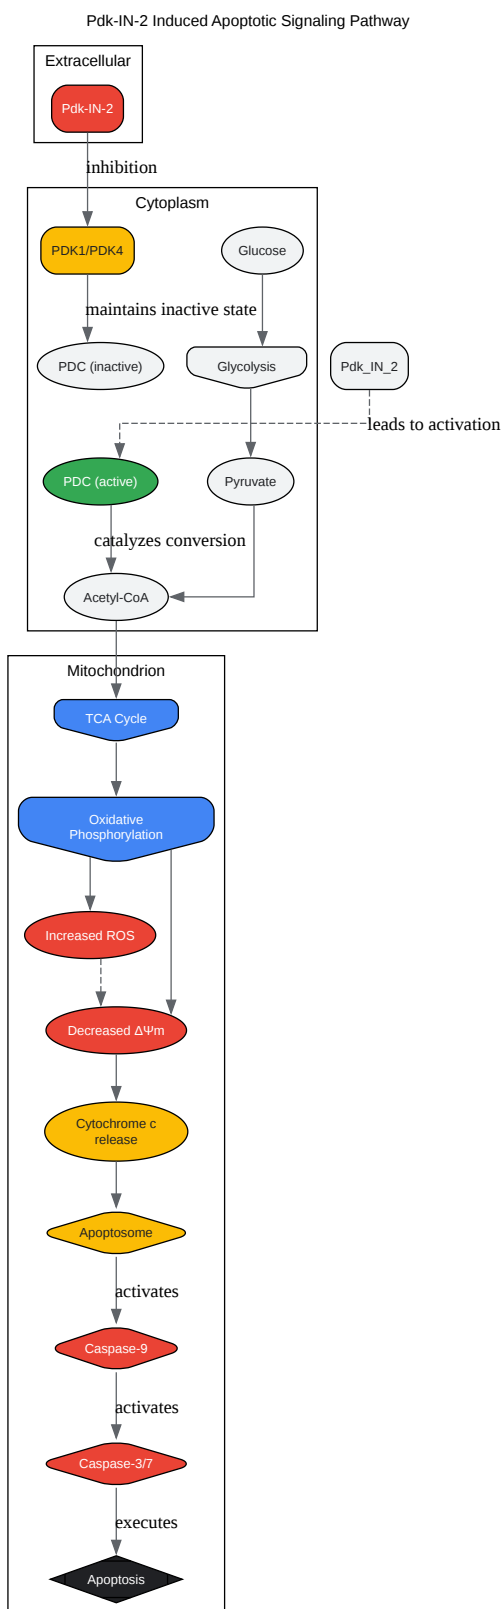 Pdk-IN-2 Induced Apoptotic Signaling Pathway
Extracellular
Pdk-IN-2
inhibition
Cytoplasm
PDK1/PDK4
Glucose
maintains inactive state
PDC (inactive)
Glycolysis
Pdk_IN_2
leads to activation
PDC (active)
Pyruvate
catalyzes conversion
Acetyl-CoA
Mitochondrion
TCA Cycle
Oxidative
Phosphorylation
Increased ROS
Decreased ΔΨm
Cytochrome c
release
Apoptosome
activates
Caspase-9
activates
Caspase-3/7
executes
Apoptosis